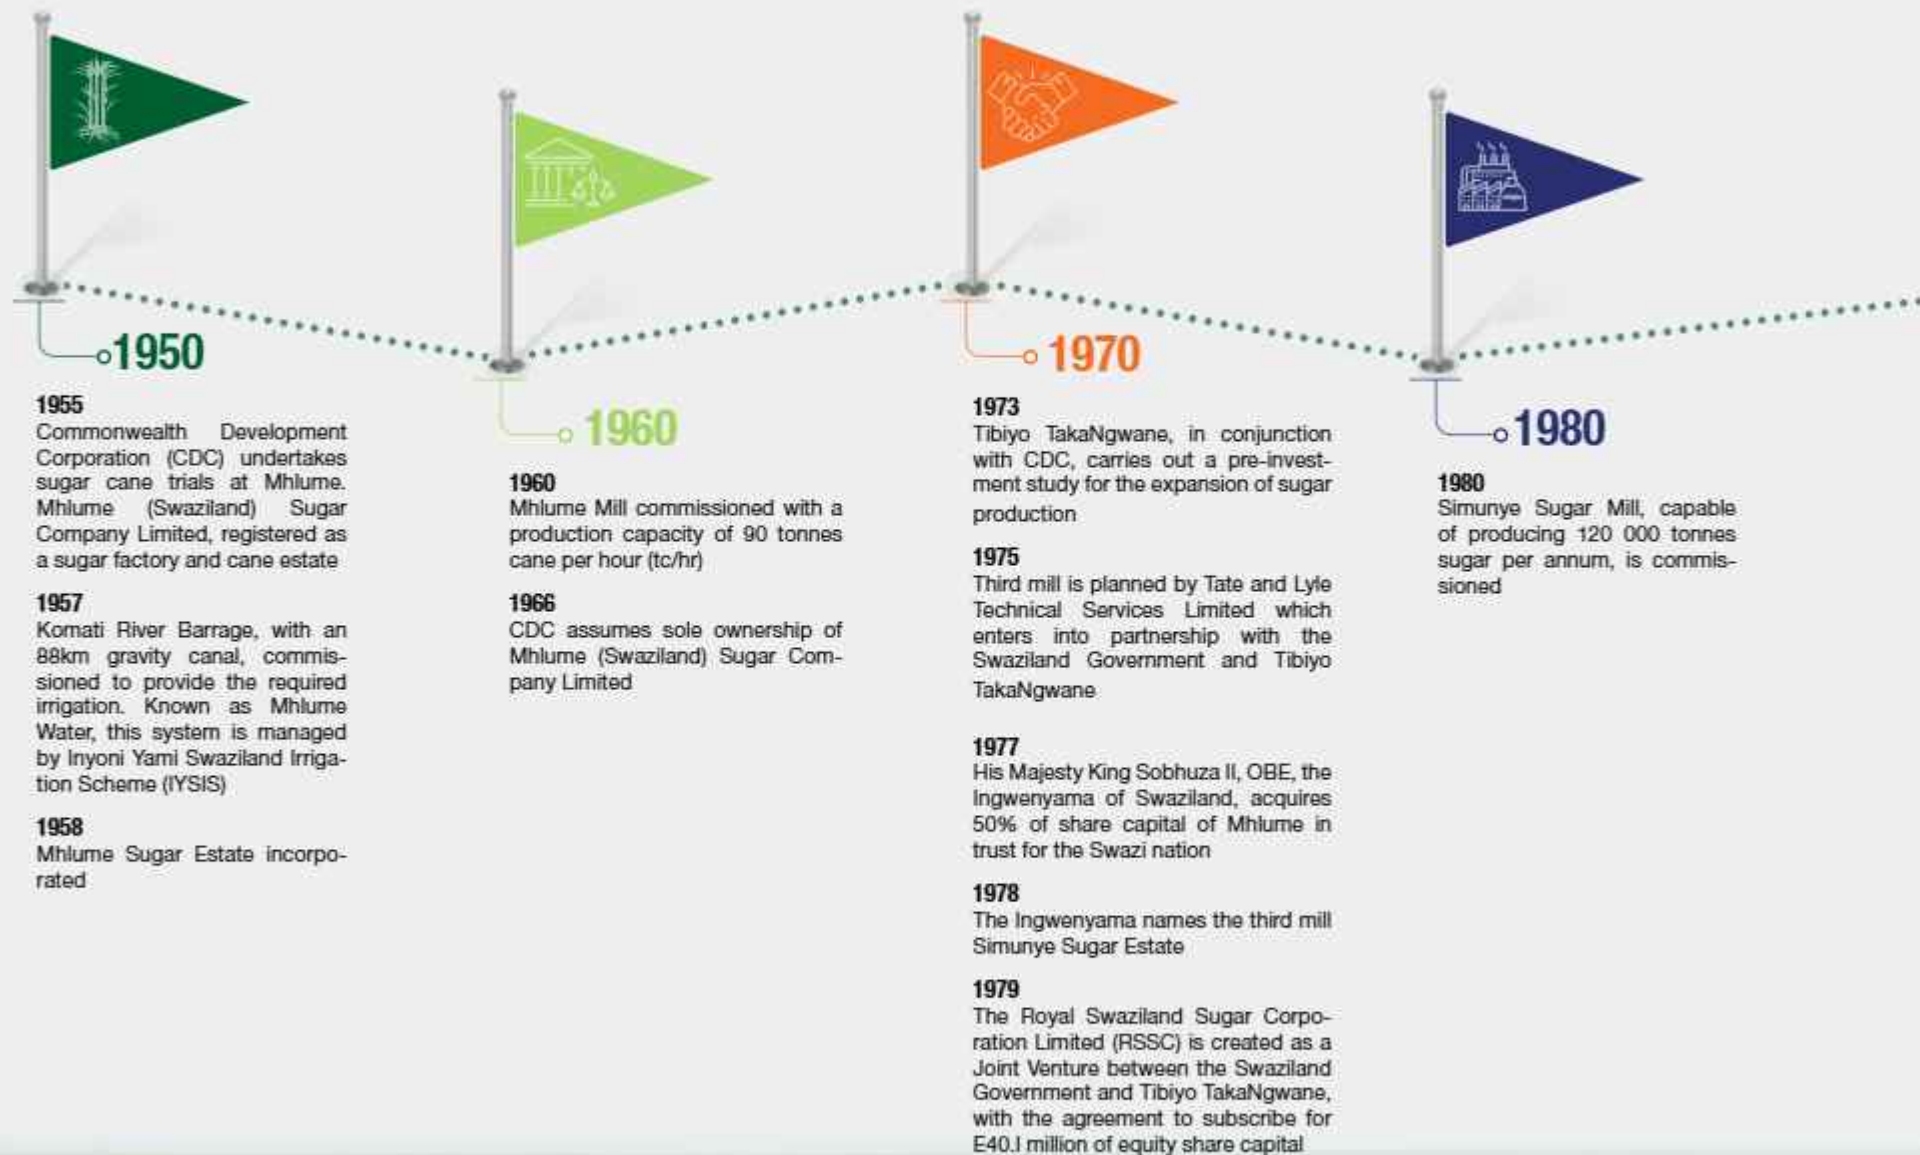 1950
1955
Commonwealth Development
Corporation (CDC) undertakes
sugar cane trials at Mhlume.
Mhlume (Swaziland) Sugar
Company Limited, registered as
a sugar factory and cane estate
1957
Komati River Barrage, with an
88km gravity canal, commis-
sioned to provide the required
irrigation. Known as Mhlume
Water, this system is managed
by Inyoni Yami Swaziland Irriga-
tion Scheme (IYSIS)
1958
Mhlume Sugar Estate incorpo-
rated
1960
1960
Mhlume Mill commissioned with a
production capacity of 90 tonnes
cane per hour (tc/hr)
1966
CDC assumes sole ownership of
Mhlume (Swaziland) Sugar Com-
pany Limited
1970
1973
Tibiyo TakaNgwane, in conjunction
with CDC, carries out a pre-invest-
ment study for the expansion of sugar
production
1975
Third mill is planned by Tate and Lyle
Technical Services Limited which
enters into partnership with the
Swaziland Government and Tibiyo
TakaNgwane
1977
His Majesty King Sobhuza II, OBE, the
Ingwenyama of Swaziland, acquires
50% of share capital of Mhlume in
trust for the Swazi nation
1978
The Ingwenyama names the third mill
Simunye Sugar Estate
1979
The Royal Swaziland Sugar Corpo-
ration Limited (RSSC) is created as a
Joint Venture between the Swaziland
Government and Tibiyo TakaNgwane,
with the agreement to subscribe for
E40.I million of equity share capital
1980
1980
Simunye Sugar Mill, capable
of producing 120 000 tonnes
sugar per annum, is commis-
sioned